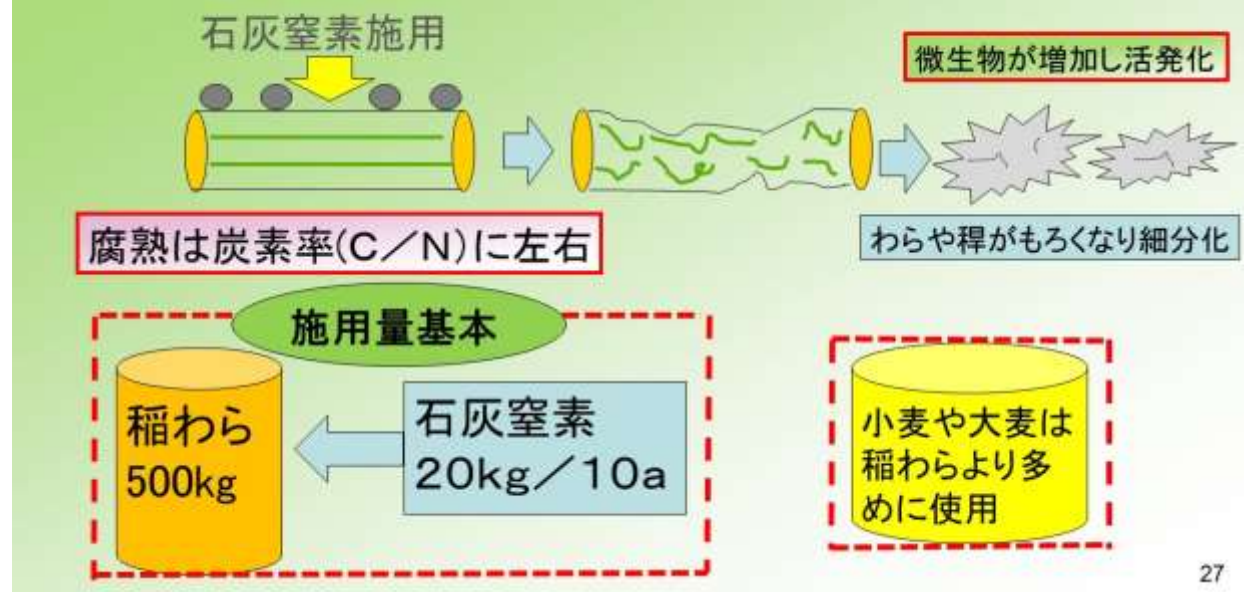 石灰窒素施用
微生物が増加し活発化
わらや稈がもろくなり細分化
腐熟は炭素率(C/N)に左右
施用量基本
稲わら
500kg
石灰窒素
20kg/10a
小麦や大麦は
稲わらより多
めに使用
27